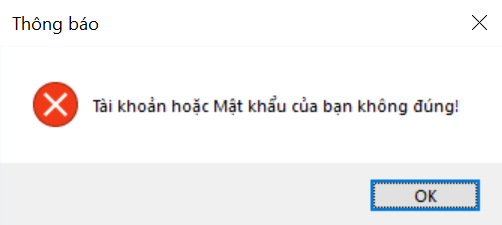 Thông báo
Tài khoản hoặc Mật khẩu của bạn không đúng!
OK